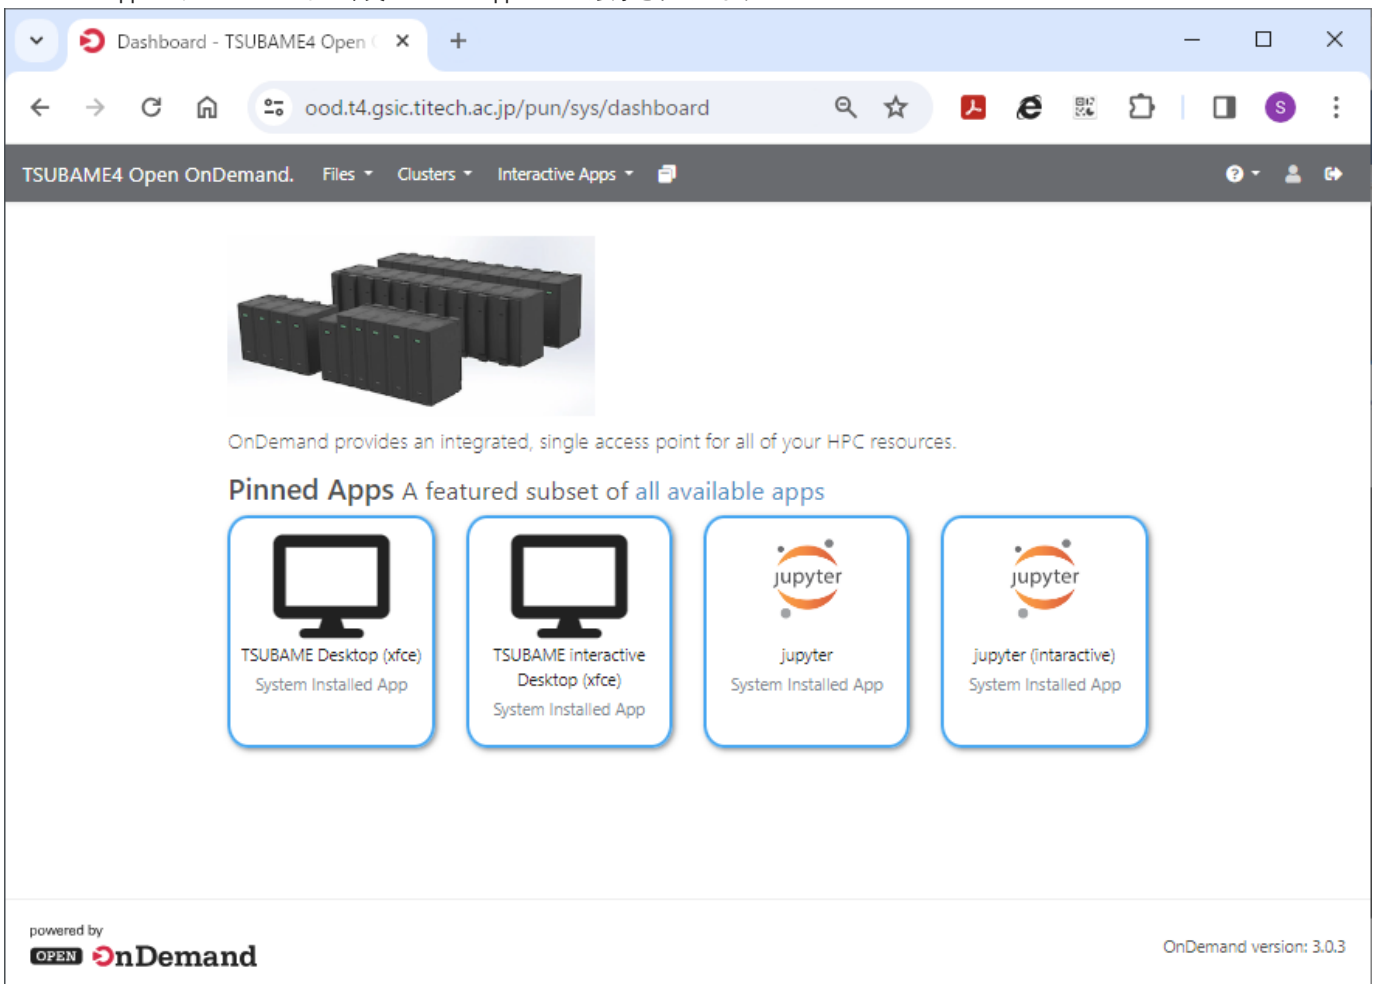 Dashboard - TSUBAME4 Open
ood.t4.gsic.titech.ac.jp/pun/sys/dashboard
S
TSUBAME4 Open OnDemand. Files Clusters Interactive Apps
OnDemand provides an integrated, single access point for all of your HPC resources.
Pinned Apps A featured subset of all available apps
TSUBAME Desktop (xfce)
System Installed App
TSUBAME interactive
Desktop (xfce)
System Installed App
jupyter
jupyter
System Installed App
jupyter
jupyter (intaractive)
System Installed App
powered by
OPEN OnDemand
OnDemand version: 3.0.3